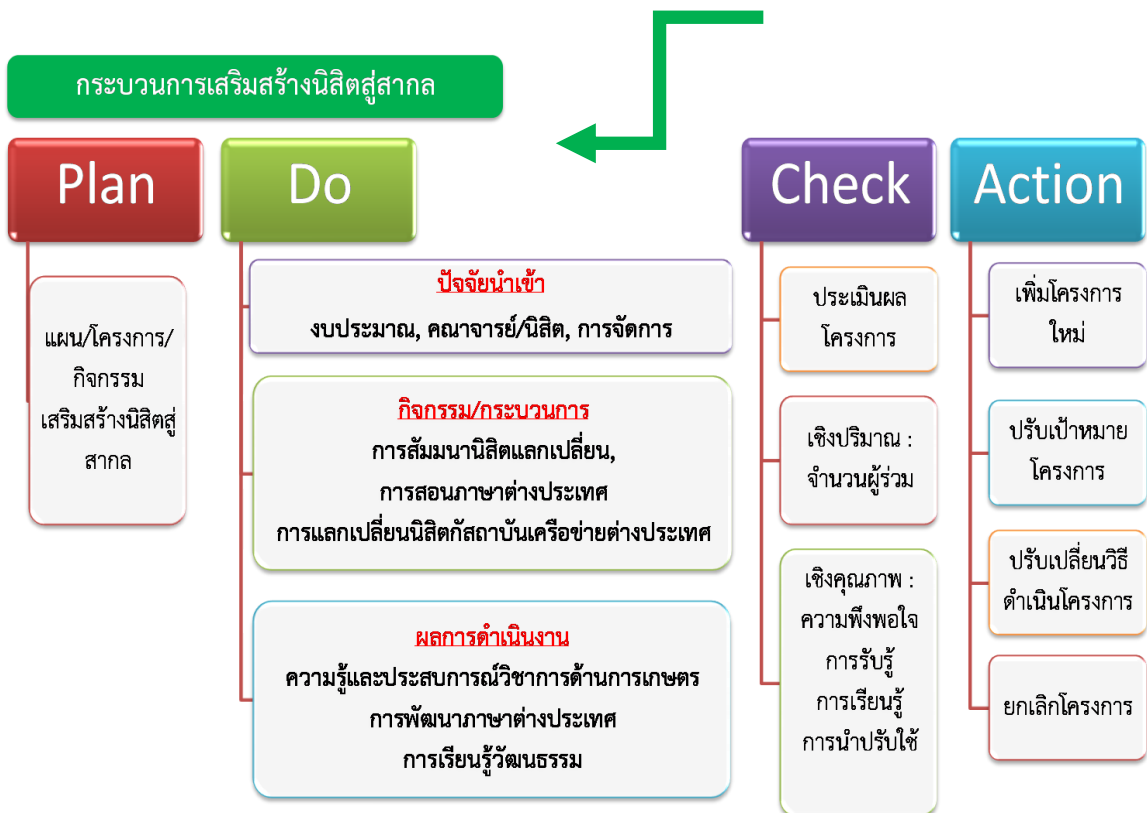 กระบวนการเสริมสร้างนิสิตสู่สากล
Plan
แผน/โครงการ/
กิจกรรม
เสริมสร้างนิสิตสู่
สากล
Do
ปัจจัยนำเข้า
งบประมาณ, คณาจารย์/นิสิต, การจัดการ
กิจกรรม/กระบวนการ
การสัมมนานิสิตแลกเปลี่ยน,
การสอนภาษาต่างประเทศ
การแลกเปลี่ยนนิสิตกัสถาบันเครือข่ายต่างประเทศ
ผลการดำเนินงาน
ความรู้และประสบการณ์วิชาการด้านการเกษตร
การพัฒนาภาษาต่างประเทศ
การเรียนรู้วัฒนธรรม
Check
ประเมินผล
โครงการ
เชิงปริมาณ :
จำนวนผู้ร่วม
เชิงคุณภาพ :
ความพึงพอใจ
การรับรู้
การเรียนรู้
การนำปรับใช้
Action
เพิ่มโครงการ
ใหม่
ปรับเป้าหมาย
โครงการ
ปรับเปลี่ยนวิธี
ดำเนินโครงการ
ยกเลิกโครงการ